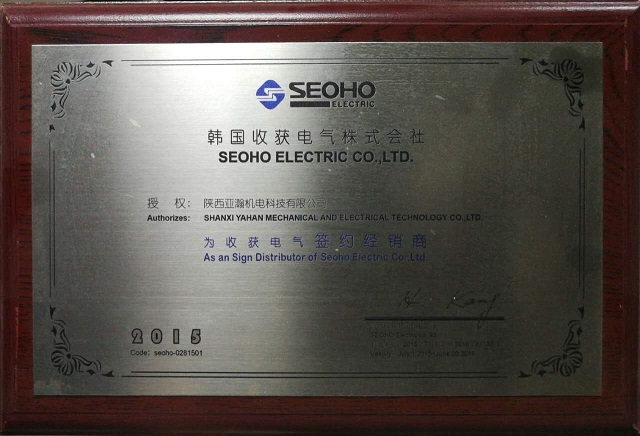 SEOHO
ELECTRIC
韩国收获电气株式会社
SEOHO ELECTRIC CO.,LTD.
授 权: 陕西亚瀚机电科技有限公司
Authorizes: SHANXI YAHAN MECHANICAL AND ELECTAICAL TECHNOLOGY CO.,LTD.
为收获电气签约经销商
As an Sign Distributor of Seoho Electric Co.,Ltd
2015
Code: seoho-0281501